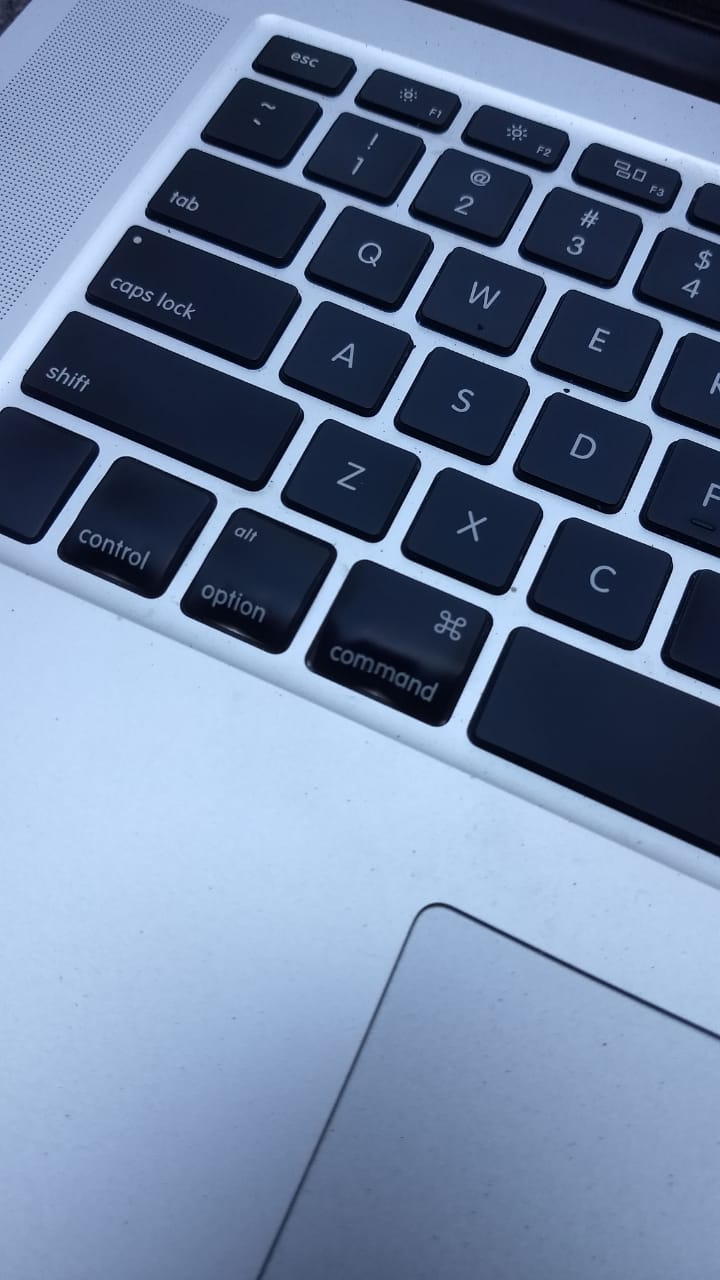 esc
F1
F2
F3
~
!
1
@
2
#
3
$
4
tab
Q
W
E
caps lock
A
S
D
F
shift
Z
X
C
control
alt
option
⌘
command